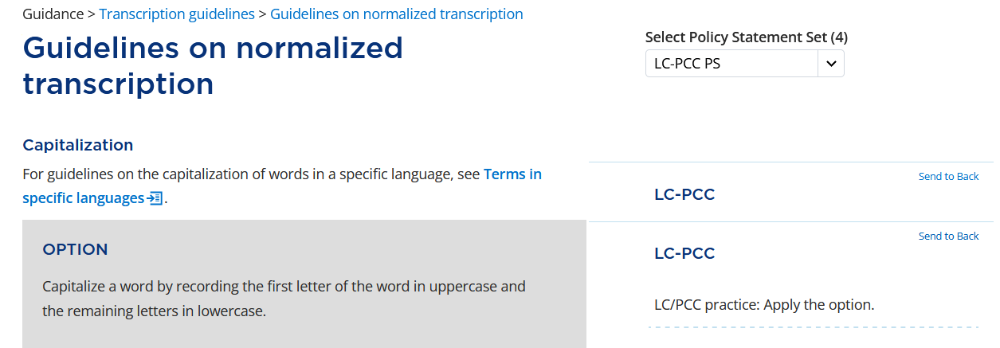 Guidance > Transcription guidelines > Guidelines on normalized transcription
Guidelines on normalized
transcription
Select Policy Statement Set (4)
LC-PCC PS
Capitalization
For guidelines on the capitalization of words in a specific language, see Terms in
specific languages.
OPTION
Capitalize a word by recording the first letter of the word in uppercase and
the remaining letters in lowercase.
Send to Back
LC-PCC
Send to Back
LC-PCC
LC/PCC practice: Apply the option.